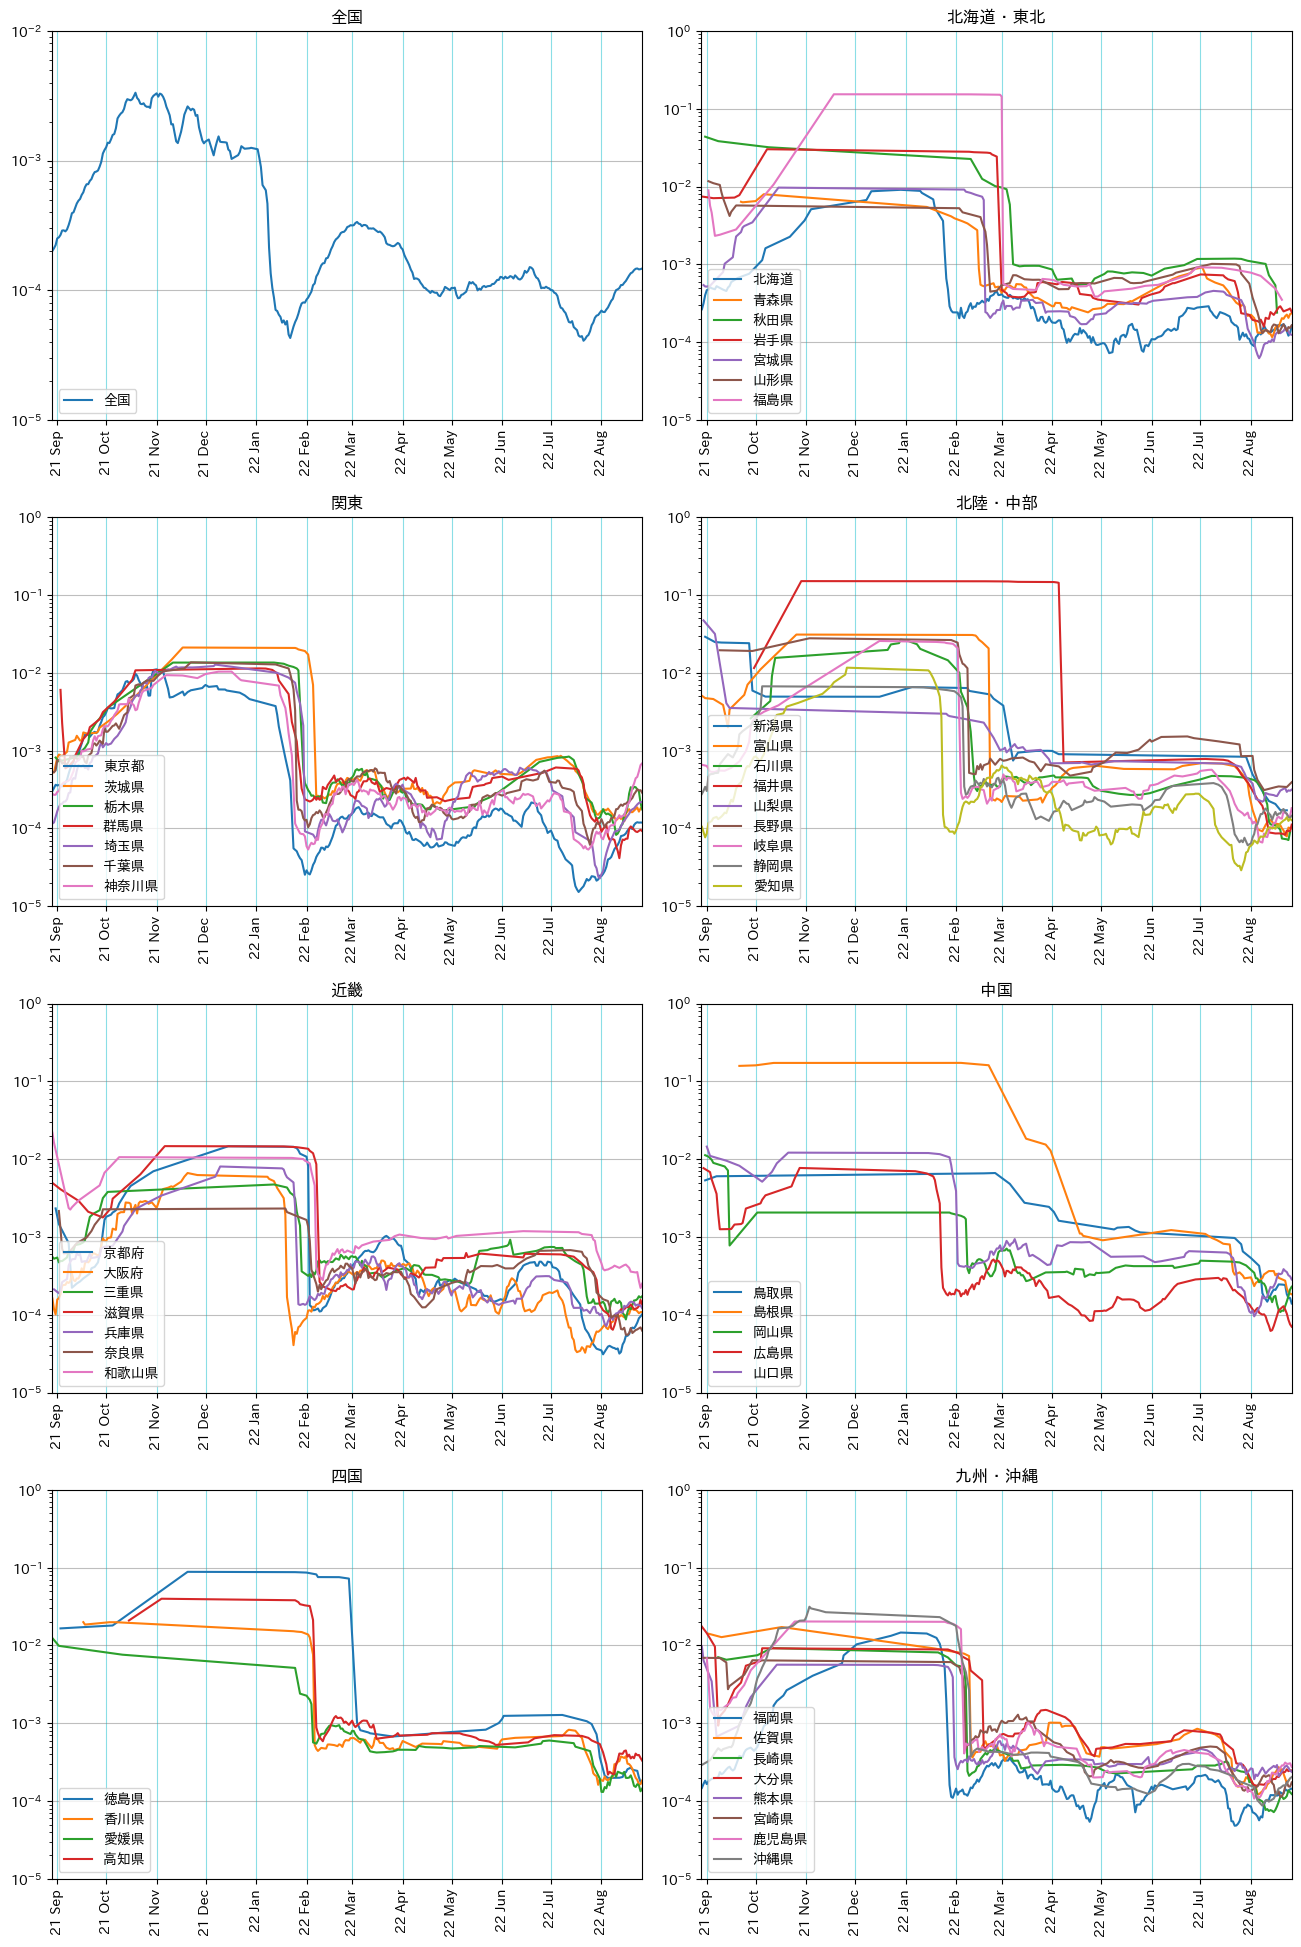 全国
10⁻²
10⁻³
10⁻⁴
10⁻⁵
全国
21 Sep
21 Oct
21 Nov
21 Dec
22 Jan
22 Feb
22 Mar
22 Apr
22 May
22 Jun
22 Jul
22 Aug
北海道・東北
10⁰
10⁻¹
10⁻²
10⁻³
10⁻⁴
10⁻⁵
北海道
青森県
秋田県
岩手県
宮城県
山形県
福島県
21 Sep
21 Oct
21 Nov
21 Dec
22 Jan
22 Feb
22 Mar
22 Apr
22 May
22 Jun
22 Jul
22 Aug
関東
10⁰
10⁻¹
10⁻²
10⁻³
10⁻⁴
10⁻⁵
東京都
茨城県
栃木県
群馬県
埼玉県
千葉県
神奈川県
21 Sep
21 Oct
21 Nov
21 Dec
22 Jan
22 Feb
22 Mar
22 Apr
22 May
22 Jun
22 Jul
22 Aug
北陸・中部
10⁰
10⁻¹
10⁻²
10⁻³
10⁻⁴
10⁻⁵
新潟県
富山県
石川県
福井県
山梨県
長野県
岐阜県
静岡県
愛知県
21 Sep
21 Oct
21 Nov
21 Dec
22 Jan
22 Feb
22 Mar
22 Apr
22 May
22 Jun
22 Jul
22 Aug
近畿
10⁰
10⁻¹
10⁻²
10⁻³
10⁻⁴
10⁻⁵
京都府
大阪府
三重県
滋賀県
兵庫県
奈良県
和歌山県
21 Sep
21 Oct
21 Nov
21 Dec
22 Jan
22 Feb
22 Mar
22 Apr
22 May
22 Jun
22 Jul
22 Aug
中国
10⁰
10⁻¹
10⁻²
10⁻³
10⁻⁴
10⁻⁵
鳥取県
島根県
岡山県
広島県
山口県
21 Sep
21 Oct
21 Nov
21 Dec
22 Jan
22 Feb
22 Mar
22 Apr
22 May
22 Jun
22 Jul
22 Aug
四国
10⁰
10⁻¹
10⁻²
10⁻³
10⁻⁴
10⁻⁵
徳島県
香川県
愛媛県
高知県
21 Sep
21 Oct
21 Nov
21 Dec
22 Jan
22 Feb
22 Mar
22 Apr
22 May
22 Jun
22 Jul
22 Aug
九州・沖縄
10⁰
10⁻¹
10⁻²
10⁻³
10⁻⁴
10⁻⁵
福岡県
佐賀県
長崎県
大分県
熊本県
宮崎県
鹿児島県
沖縄県
21 Sep
21 Oct
21 Nov
21 Dec
22 Jan
22 Feb
22 Mar
22 Apr
22 May
22 Jun
22 Jul
22 Aug